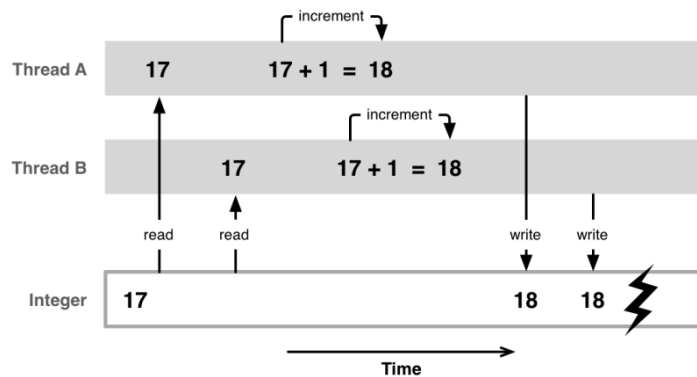 increment
Thread A 17 17 + 1 = 18
increment
Thread B 17 17 + 1 = 18
read read write write
Integer 17 18 18
Time